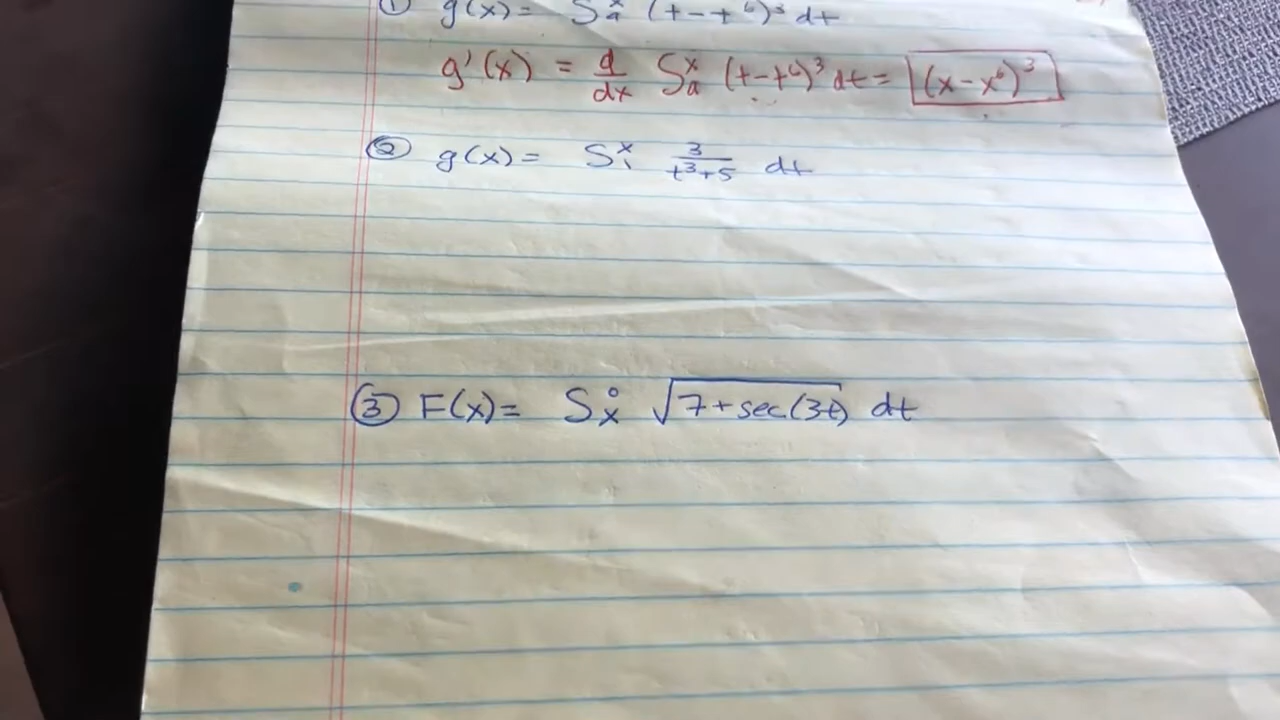 ① g(x) = ∫ₐˣ (t-t⁶)³ dt
g'(x) = d/dx ∫ₐˣ (t-t⁶)³ dt = (x-x⁶)³
② g(x) = ∫₁ˣ 3/(t³+5) dt
③ F(x) = ∫ₓ⁰ √(7+sec(3t)) dt